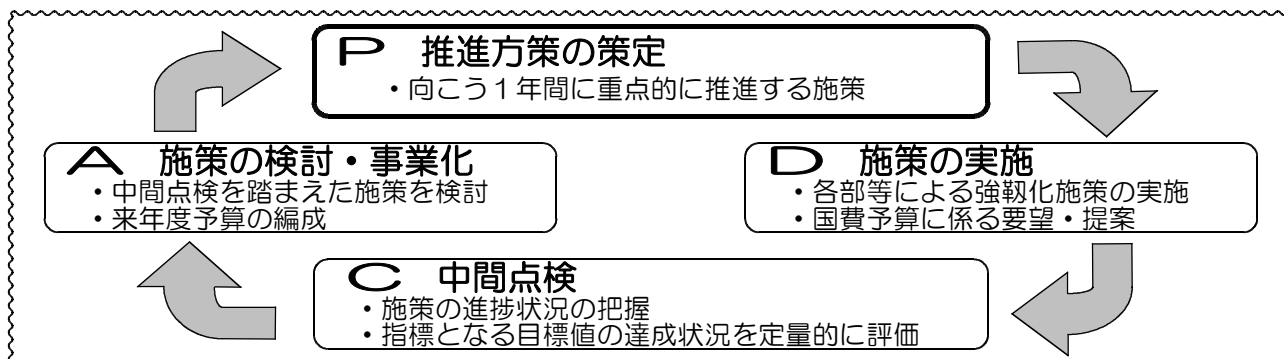 P 推進方策の策定
・向こう１年間に重点的に推進する施策
A 施策の検討・事業化
・中間点検を踏まえた施策を検討
・来年度予算の編成
D 施策の実施
・各部等による強靱化施策の実施
・国費予算に係る要望・提案
C 中間点検
・施策の進捗状況の把握
・指標となる目標値の達成状況を定量的に評価